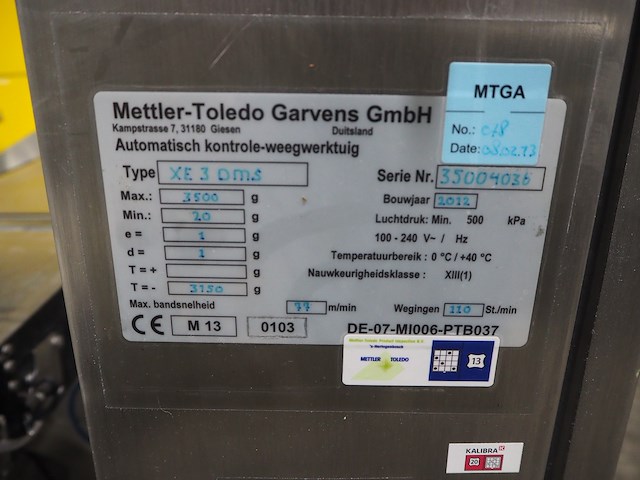 Mettler-Toledo Garvens GmbH
Kampstrasse 7, 31180 Giesen Duitsland
Automatisch kontrole-weegwerktuig
MTGA
No.: 018
Date: 08.02.13
Type XE 3 DMS
Serie Nr. 35004036
Max.: 3500 g
Bouwjaar 2012
Min.: 20 g
Luchtdruk: Min. 500 kPa
e = 1 g
100 - 240 V~ / Hz
d = 1 g
Temperatuurbereik : 0 °C / +40 °C
T = + g
Nauwkeurigheidsklasse : XIII(1)
T = - 3150 g
Max. bandsnelheid 77 m/min Wegingen 110 St./min
CE M 13 0103 DE-07-MI006-PTB037
METTLER TOLEDO
13
KALIBRA
20